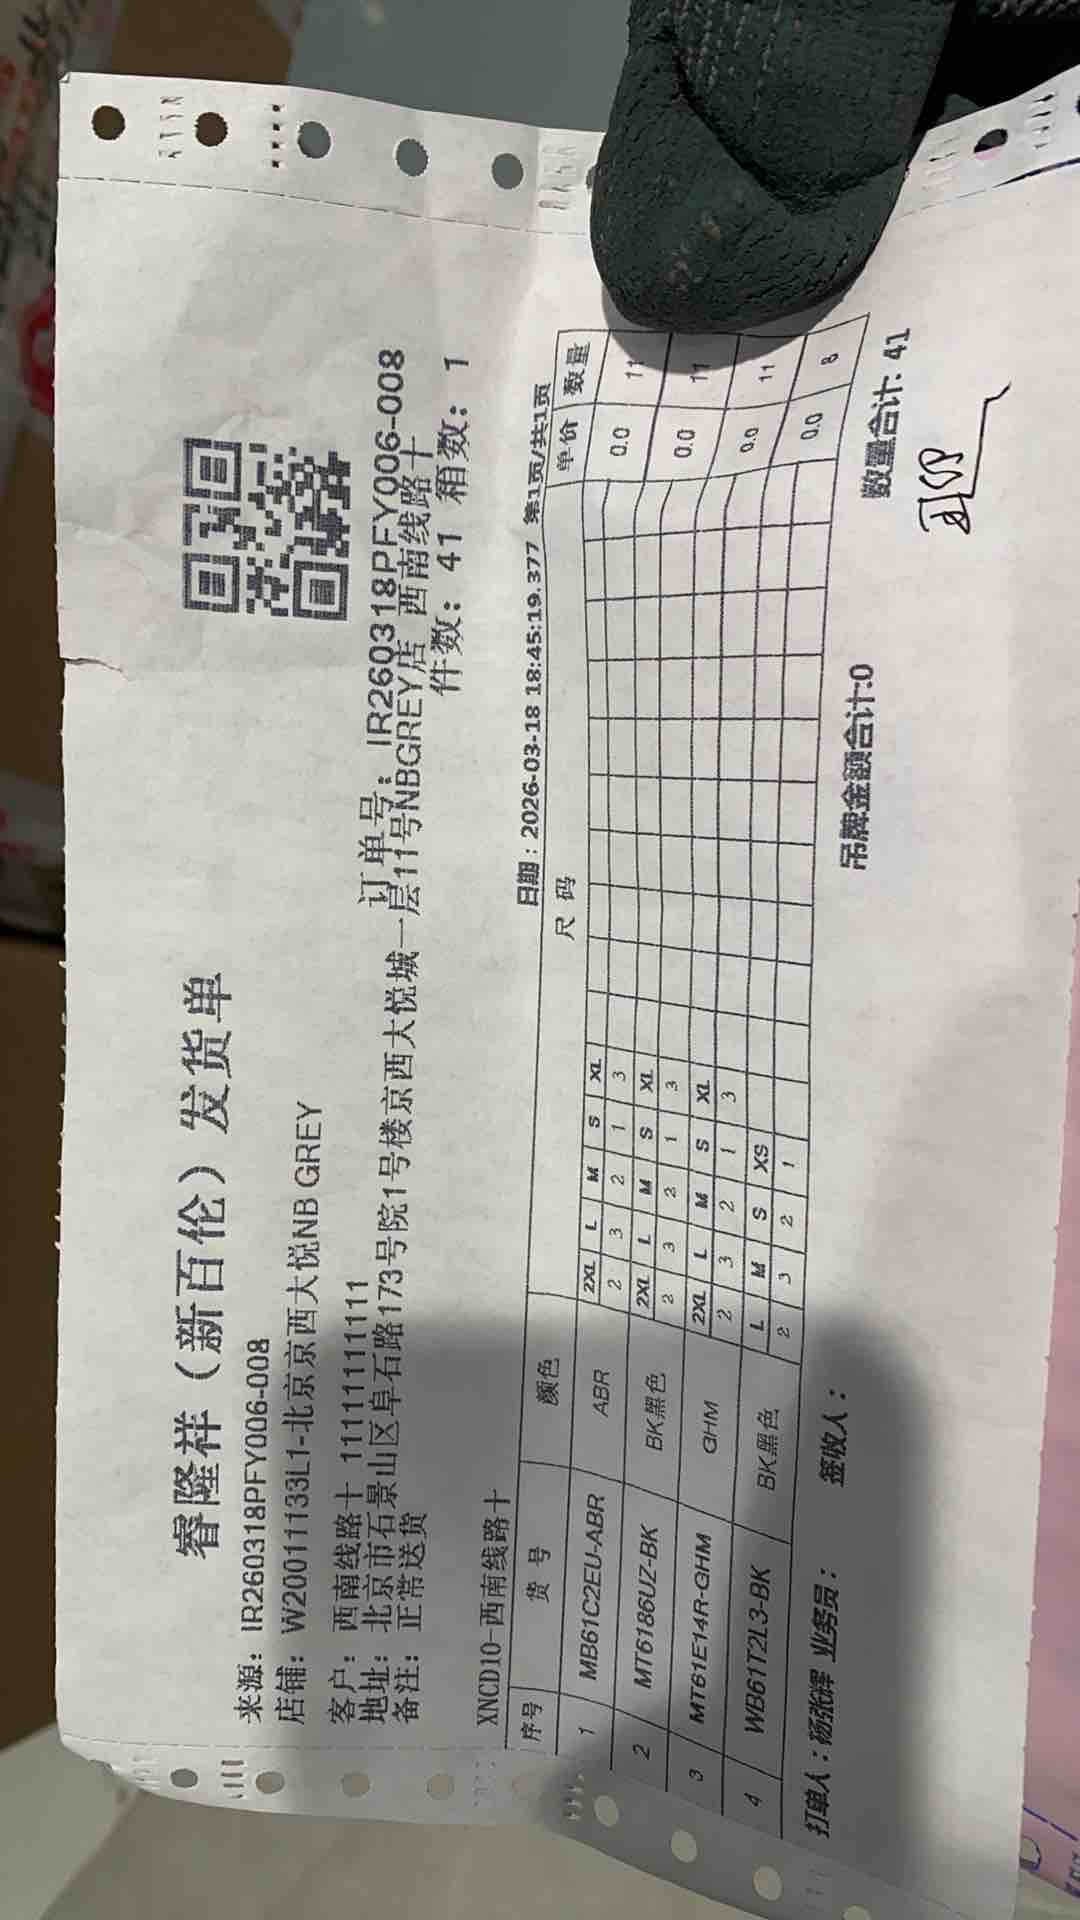 睿隆祥（新百伦）发货单
来源：IR260318PFY006-008 订单号：IR260318PFY006-008
店铺：W20011133L1-北京京西大悦NB GREY
客户：西南线路十 11111111111
地址：北京市石景山区阜石路173号院1号楼京西大悦城一层11号NBGREY店 西南线路十
备注：正常送货 件数：41 箱数：1
XNCD10-西南线路十 日期：2026-03-18 18:45:19.377 第1页/共1页
序号 货号 颜色 尺码 单价 数量
2XL L M S XL
1 MB61C2EU-ABR ABR 2 3 2 1 3 0.0 11
2XL L M S XL
2 MT6186UZ-BK BK黑色 2 3 2 1 3 0.0 11
2XL L M S XL
3 MT61E14R-GHM GHM 2 3 2 1 3 0.0 11
L M S XS
4 WB61T2L3-BK BK黑色 2 3 2 1 0.0 8
打单人：杨张辉 业务员： 签收人： 吊牌金额合计:0 数量合计: 41